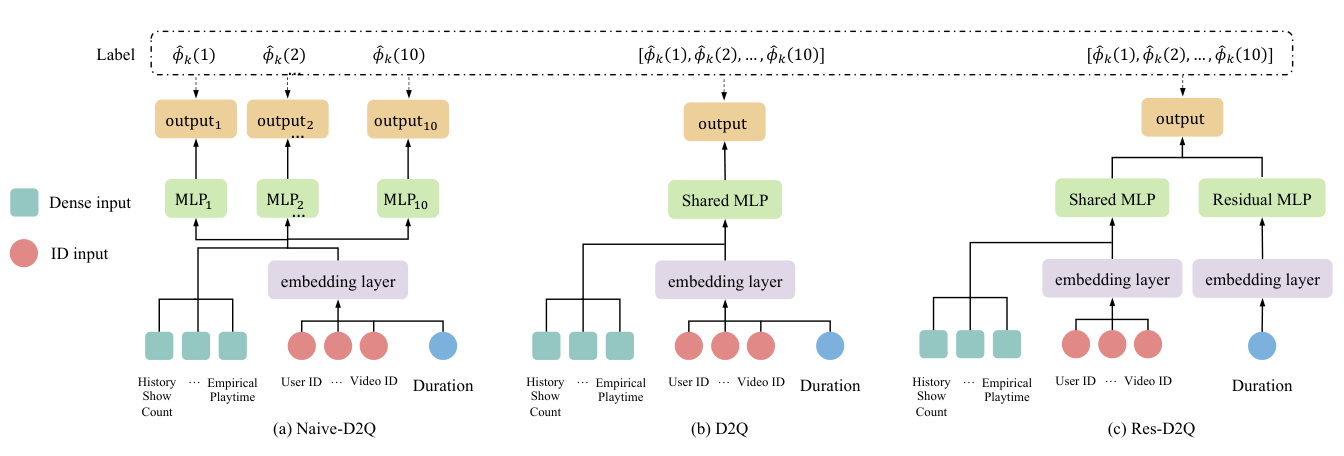 Label
ϕ̂ₖ(1) ϕ̂ₖ(2) ... ϕ̂ₖ(10) [ϕ̂ₖ(1), ϕ̂ₖ(2), … , ϕ̂ₖ(10)] [ϕ̂ₖ(1), ϕ̂ₖ(2), … , ϕ̂ₖ(10)]
output₁ output₂ ... output₁₀ output output
MLP₁ MLP₂ ... MLP₁₀ Shared MLP Shared MLP Residual MLP
Dense input
ID input
embedding layer embedding layer embedding layer embedding layer
History Show Count ... Empirical Playtime User ID ... Video ID Duration
History Show Count ... Empirical Playtime User ID ... Video ID Duration
History Show Count ... Empirical Playtime User ID ... Video ID Duration
(a) Naive-D2Q (b) D2Q (c) Res-D2Q